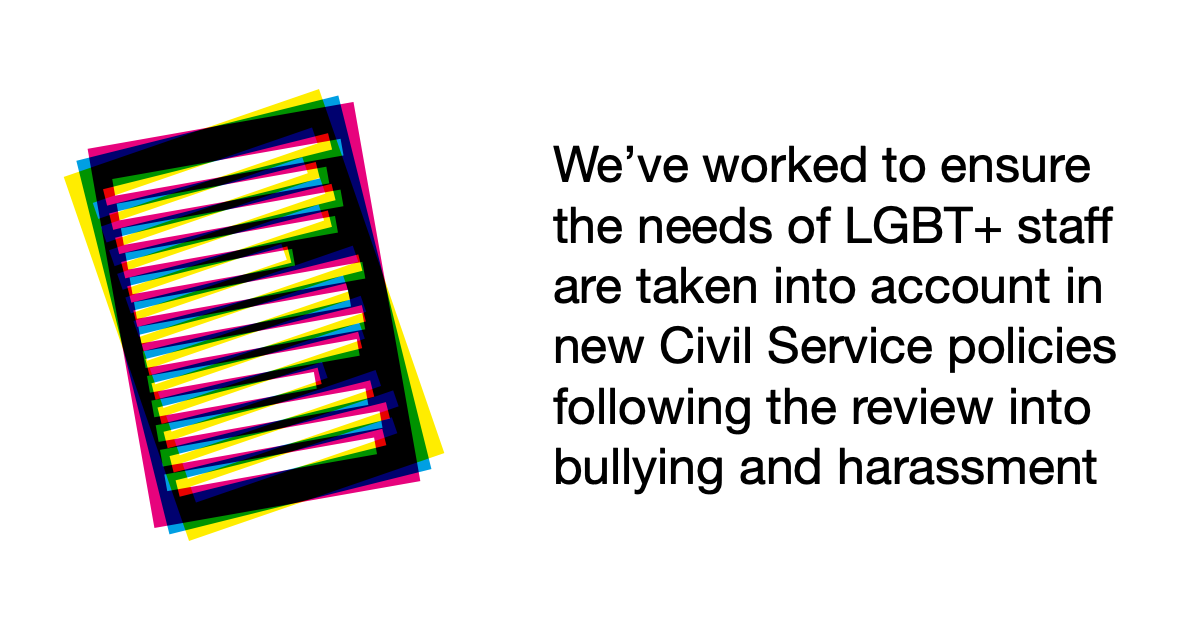 We’ve worked to ensure
the needs of LGBT+ staff
are taken into account in
new Civil Service policies
following the review into
bullying and harassment